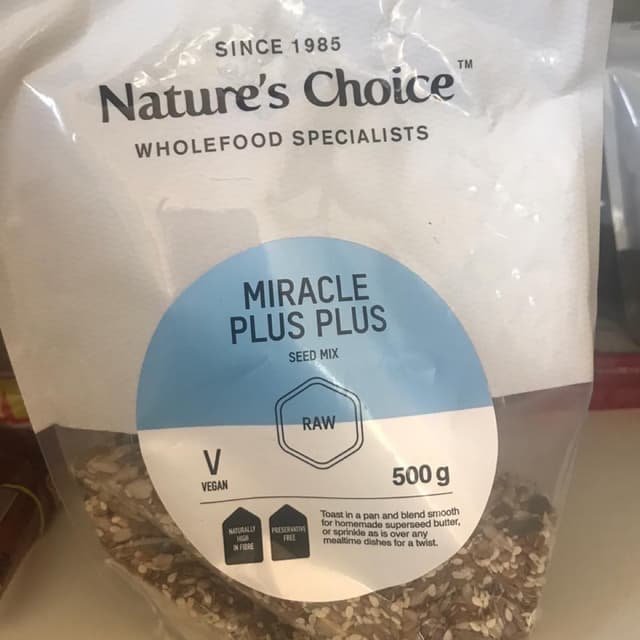 SINCE 1985
Nature's Choice™
WHOLEFOOD SPECIALISTS
MIRACLE
PLUS PLUS
SEED MIX
RAW
V
VEGAN
500 g
NATURALLY
HIGH
IN FIBRE
PRESERVATIVE
FREE
Toast in a pan and blend smooth
for homemade superseed butter,
or sprinkle as is over any
mealtime dishes for a twist.